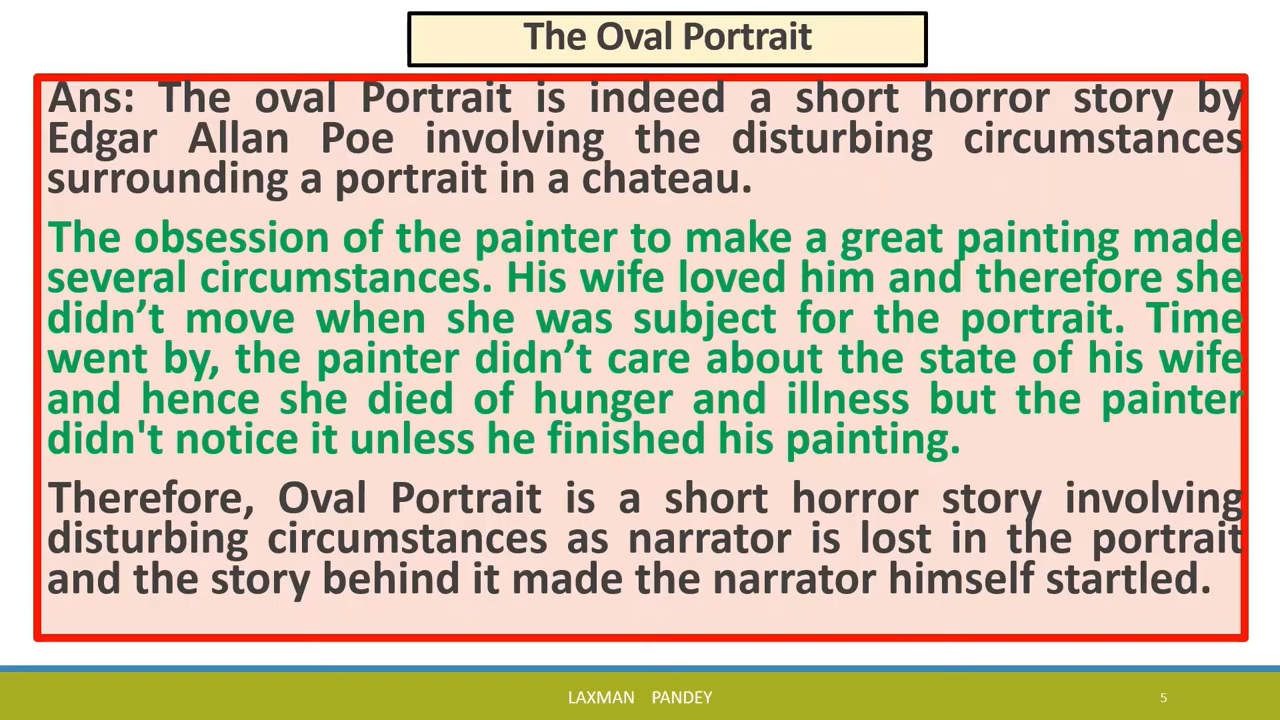 The Oval Portrait
Ans: The oval Portrait is indeed a short horror story by
Edgar Allan Poe involving the disturbing circumstances
surrounding a portrait in a chateau.
The obsession of the painter to make a great painting made
several circumstances. His wife loved him and therefore she
didn’t move when she was subject for the portrait. Time
went by, the painter didn’t care about the state of his wife
and hence she died of hunger and illness but the painter
didn't notice it unless he finished his painting.
Therefore, Oval Portrait is a short horror story involving
disturbing circumstances as narrator is lost in the portrait
and the story behind it made the narrator himself startled.
LAXMAN PANDEY
5